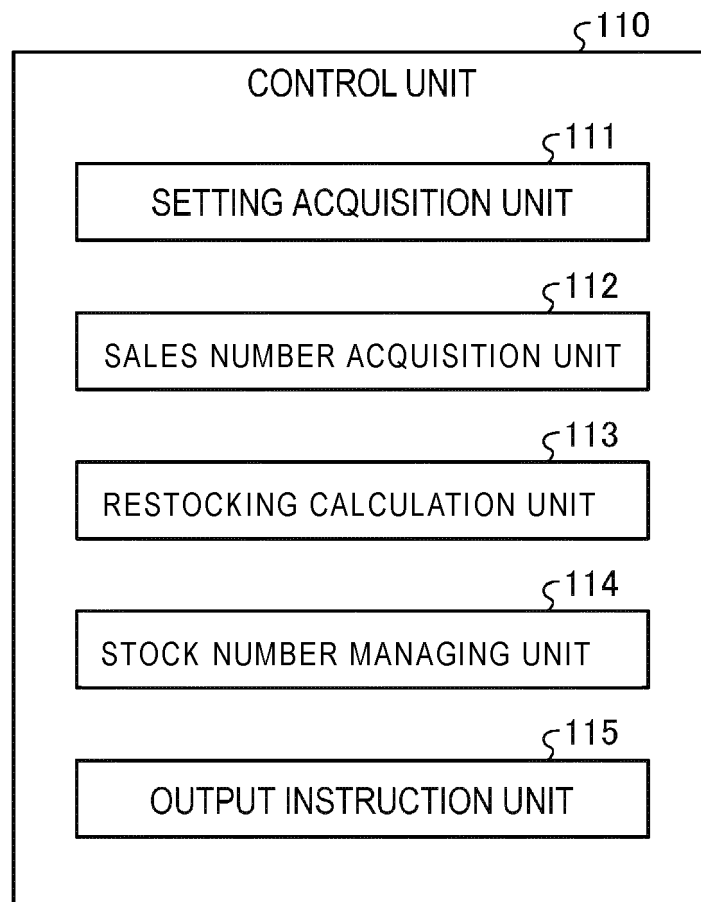 110
CONTROL UNIT
111
SETTING ACQUISITION UNIT
112
SALES NUMBER ACQUISITION UNIT
113
RESTOCKING CALCULATION UNIT
114
STOCK NUMBER MANAGING UNIT
115
OUTPUT INSTRUCTION UNIT